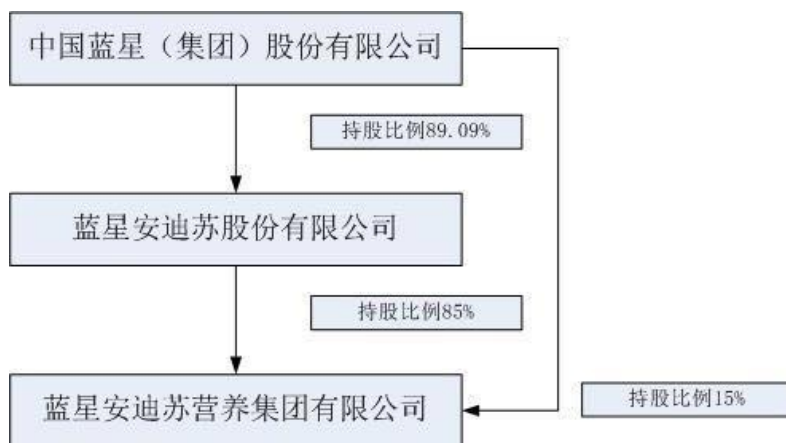 中国蓝星（集团）股份有限公司
持股比例89.09%
蓝星安迪苏股份有限公司
持股比例85%
蓝星安迪苏营养集团有限公司
持股比例15%